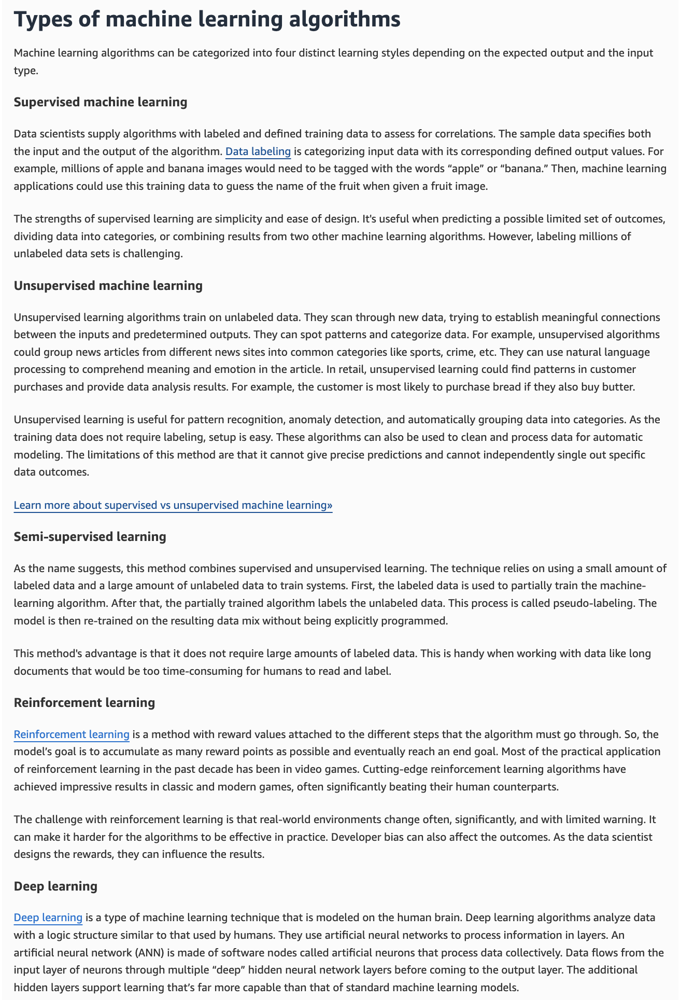 Types of machine learning algorithms
Machine learning algorithms can be categorized into four distinct learning styles depending on the expected output and the input
type.
Supervised machine learning
Data scientists supply algorithms with labeled and defined training data to assess for correlations. The sample data specifies both
the input and the output of the algorithm. Data labeling is categorizing input data with its corresponding defined output values. For
example, millions of apple and banana images would need to be tagged with the words “apple” or “banana.” Then, machine learning
applications could use this training data to guess the name of the fruit when given a fruit image.
The strengths of supervised learning are simplicity and ease of design. It's useful when predicting a possible limited set of outcomes,
dividing data into categories, or combining results from two other machine learning algorithms. However, labeling millions of
unlabeled data sets is challenging.
Unsupervised machine learning
Unsupervised learning algorithms train on unlabeled data. They scan through new data, trying to establish meaningful connections
between the inputs and predetermined outputs. They can spot patterns and categorize data. For example, unsupervised algorithms
could group news articles from different news sites into common categories like sports, crime, etc. They can use natural language
processing to comprehend meaning and emotion in the article. In retail, unsupervised learning could find patterns in customer
purchases and provide data analysis results. For example, the customer is most likely to purchase bread if they also buy butter.
Unsupervised learning is useful for pattern recognition, anomaly detection, and automatically grouping data into categories. As the
training data does not require labeling, setup is easy. These algorithms can also be used to clean and process data for automatic
modeling. The limitations of this method are that it cannot give precise predictions and cannot independently single out specific
data outcomes.
Learn more about supervised vs unsupervised machine learning»
Semi-supervised learning
As the name suggests, this method combines supervised and unsupervised learning. The technique relies on using a small amount of
labeled data and a large amount of unlabeled data to train systems. First, the labeled data is used to partially train the machine-
learning algorithm. After that, the partially trained algorithm labels the unlabeled data. This process is called pseudo-labeling. The
model is then re-trained on the resulting data mix without being explicitly programmed.
This method's advantage is that it does not require large amounts of labeled data. This is handy when working with data like long
documents that would be too time-consuming for humans to read and label.
Reinforcement learning
Reinforcement learning is a method with reward values attached to the different steps that the algorithm must go through. So, the
model’s goal is to accumulate as many reward points as possible and eventually reach an end goal. Most of the practical application
of reinforcement learning in the past decade has been in video games. Cutting-edge reinforcement learning algorithms have
achieved impressive results in classic and modern games, often significantly beating their human counterparts.
The challenge with reinforcement learning is that real-world environments change often, significantly, and with limited warning. It
can make it harder for the algorithms to be effective in practice. Developer bias can also affect the outcomes. As the data scientist
designs the rewards, they can influence the results.
Deep learning
Deep learning is a type of machine learning technique that is modeled on the human brain. Deep learning algorithms analyze data
with a logic structure similar to that used by humans. They use artificial neural networks to process information in layers. An
artificial neural network (ANN) is made of software nodes called artificial neurons that process data collectively. Data flows from the
input layer of neurons through multiple “deep” hidden neural network layers before coming to the output layer. The additional
hidden layers support learning that’s far more capable than that of standard machine learning models.